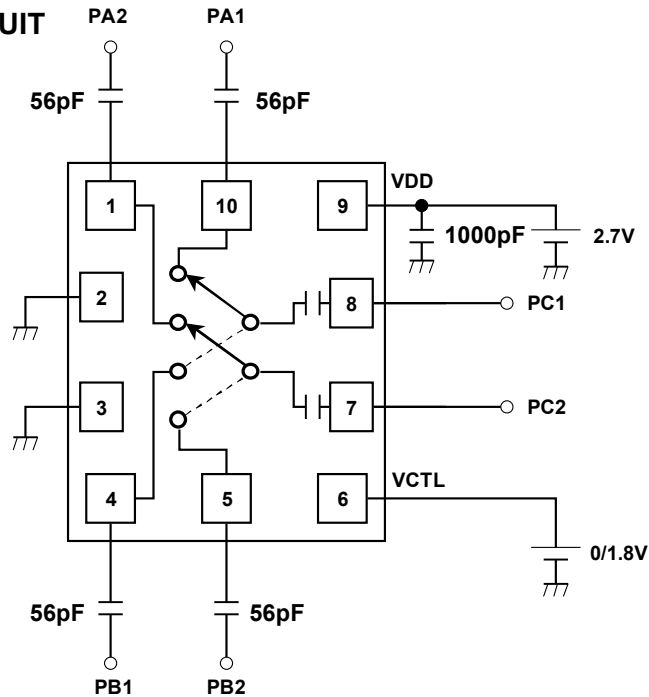 UIT
PA2
PA1
56pF
56pF
1
10
9
VDD
1000pF
2.7V
2
8
PC1
3
7
PC2
4
5
6
VCTL
0/1.8V
56pF
56pF
PB1
PB2